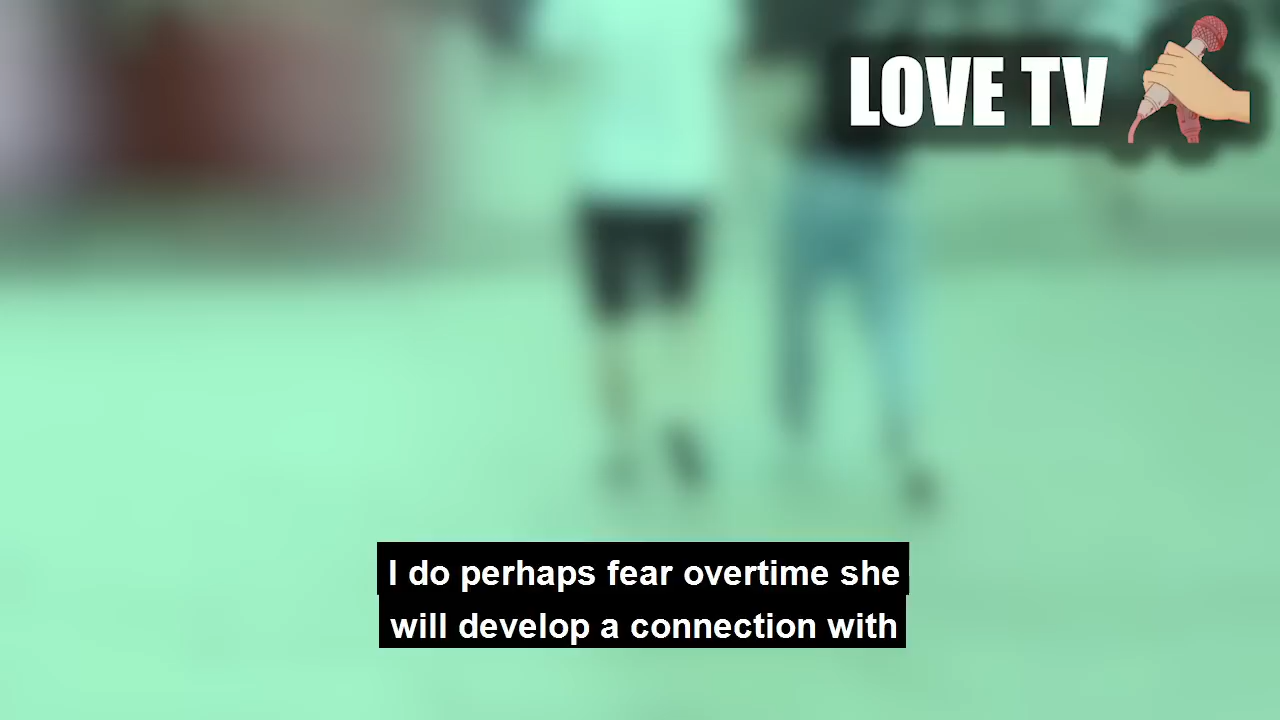 LOVE TV
I do perhaps fear overtime she
will develop a connection with